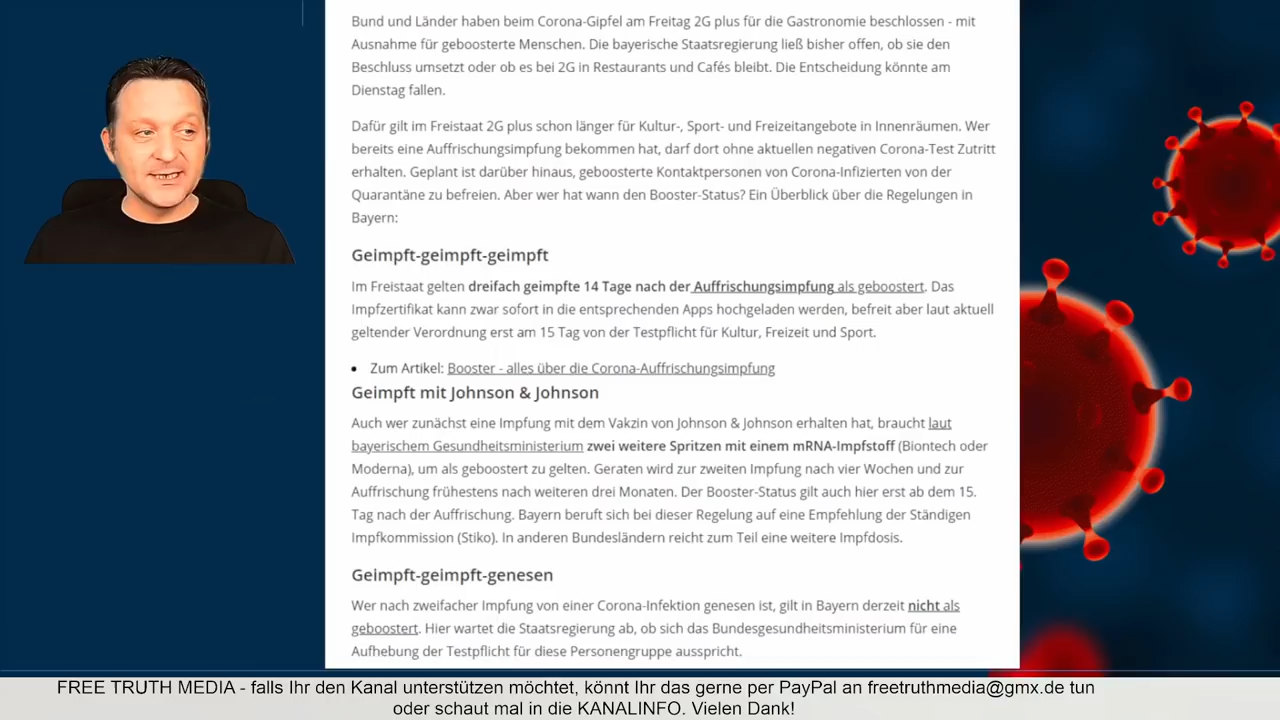 Bund und Länder haben beim Corona-Gipfel am Freitag 2G plus für die Gastronomie beschlossen - mit
Ausnahme für geboosterte Menschen. Die bayerische Staatsregierung ließ bisher offen, ob sie den
Beschluss umsetzt oder ob es bei 2G in Restaurants und Cafés bleibt. Die Entscheidung könnte am
Dienstag fallen.
Dafür gilt im Freistaat 2G plus schon länger für Kultur-, Sport- und Freizeitangebote in Innenräumen. Wer
bereits eine Auffrischungsimpfung bekommen hat, darf dort ohne aktuellen negativen Corona-Test Zutritt
erhalten. Geplant ist darüber hinaus, geboosterte Kontaktpersonen von Corona-Infizierten von der
Quarantäne zu befreien. Aber wer hat wann den Booster-Status? Ein Überblick über die Regelungen in
Bayern:
Geimpft-geimpft-geimpft
Im Freistaat gelten dreifach geimpfte 14 Tage nach der Auffrischungsimpfung als geboostert. Das
Impfzertifikat kann zwar sofort in die entsprechenden Apps hochgeladen werden, befreit aber laut aktuell
geltender Verordnung erst am 15 Tag von der Testpflicht für Kultur, Freizeit und Sport.
• Zum Artikel: Booster - alles über die Corona-Auffrischungsimpfung
Geimpft mit Johnson & Johnson
Auch wer zunächst eine Impfung mit dem Vakzin von Johnson & Johnson erhalten hat, braucht laut
bayerischem Gesundheitsministerium zwei weitere Spritzen mit einem mRNA-Impfstoff (Biontech oder
Moderna), um als geboostert zu gelten. Geraten wird zur zweiten Impfung nach vier Wochen und zur
Auffrischung frühestens nach weiteren drei Monaten. Der Booster-Status gilt auch hier erst ab dem 15.
Tag nach der Auffrischung. Bayern beruft sich bei dieser Regelung auf eine Empfehlung der Ständigen
Impfkommission (Stiko). In anderen Bundesländern reicht zum Teil eine weitere Impfdosis.
Geimpft-geimpft-genesen
Wer nach zweifacher Impfung von einer Corona-Infektion genesen ist, gilt in Bayern derzeit nicht als
geboostert. Hier wartet die Staatsregierung ab, ob sich das Bundesgesundheitsministerium für eine
Aufhebung der Testpflicht für diese Personengruppe ausspricht.
FREE TRUTH MEDIA - falls Ihr den Kanal unterstützen möchtet, könnt Ihr das gerne per PayPal an freetruthmedia@gmx.de tun
oder schaut mal in die KANALINFO. Vielen Dank!